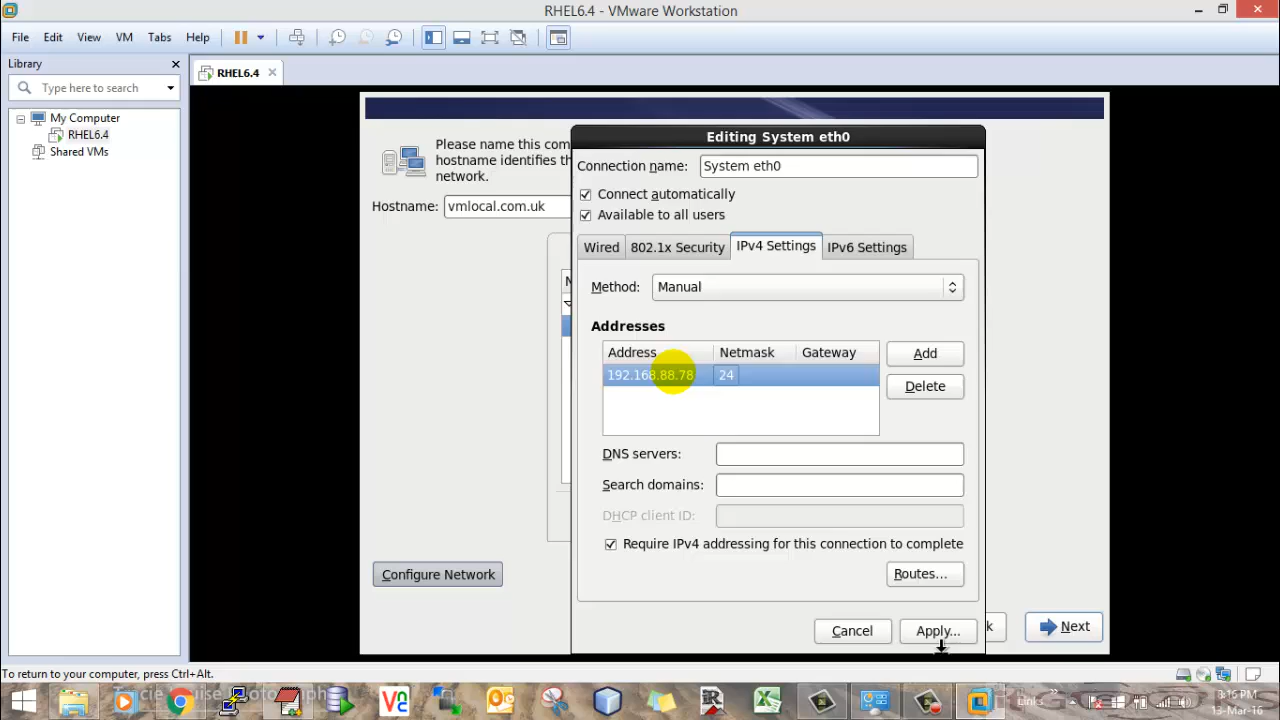 RHEL6.4 - VMware Workstation
File Edit View VM Tabs Help
Library
RHEL6.4
Type here to search
My Computer
RHEL6.4
Shared VMs
Please name this com
hostname identifies th
network.
Hostname: vmlocal.com.uk
Editing System eth0
Connection name: System eth0
Connect automatically
Available to all users
Wired 802.1x Security IPv4 Settings IPv6 Settings
Method: Manual
Addresses
Address Netmask Gateway
192.168.88.78 24
Add
Delete
DNS servers:
Search domains:
DHCP client ID:
Require IPv4 addressing for this connection to complete
Routes...
Configure Network
Cancel Apply... k Next
To return to your computer, press Ctrl+Alt.
Links
3:15 PM
13-Mar-16